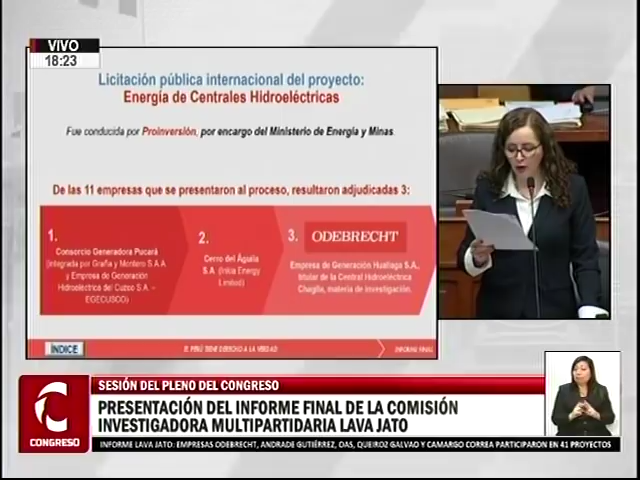 VIVO
18:23
Licitación pública internacional del proyecto:
Energía de Centrales Hidroeléctricas
Fue conducida por Proinversión, por encargo del Ministerio de Energía y Minas.
De las 11 empresas que se presentaron al proceso, resultaron adjudicadas 3:
1.
Consorcio Generadora Pucará
(integrada por Graña y Montero S.A.A.
y Empresa de Generación
Hidroeléctrica del Cuzco S.A. –
EGECUSCO)
2.
Cerro del Águila
S.A (Inkia Energy
Limited)
3. ODEBRECHT
Empresa de Generación Huallaga S.A.,
titular de la Central Hidroeléctrica
Chaglla, materia de investigación.
ÍNDICE
EL PERÚ TIENE DERECHO A LA VERDAD
INFORME FINAL
CONGRESO
SESIÓN DEL PLENO DEL CONGRESO
PRESENTACIÓN DEL INFORME FINAL DE LA COMISIÓN
INVESTIGADORA MULTIPARTIDARIA LAVA JATO
INFORME LAVA JATO: EMPRESAS ODEBRECHT, ANDRADE GUTIÉRREZ, OAS, QUEIROZ GALVAO Y CAMARGO CORREA PARTICIPARON EN 41 PROYECTOS